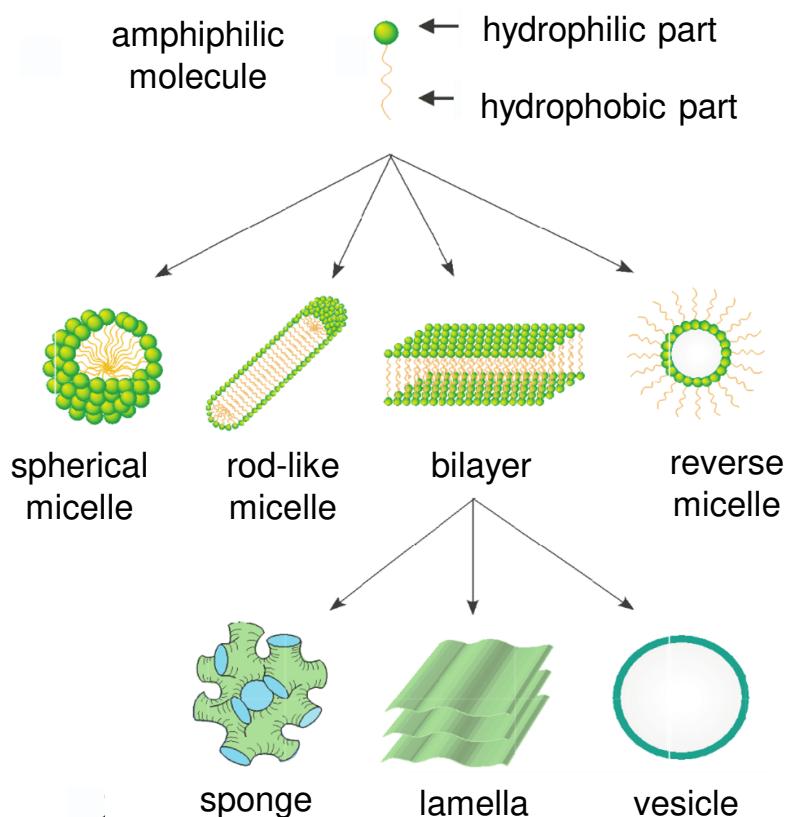 amphiphilic
molecule
hydrophilic part
hydrophobic part
spherical
micelle
rod-like
micelle
bilayer
reverse
micelle
sponge
lamella
vesicle